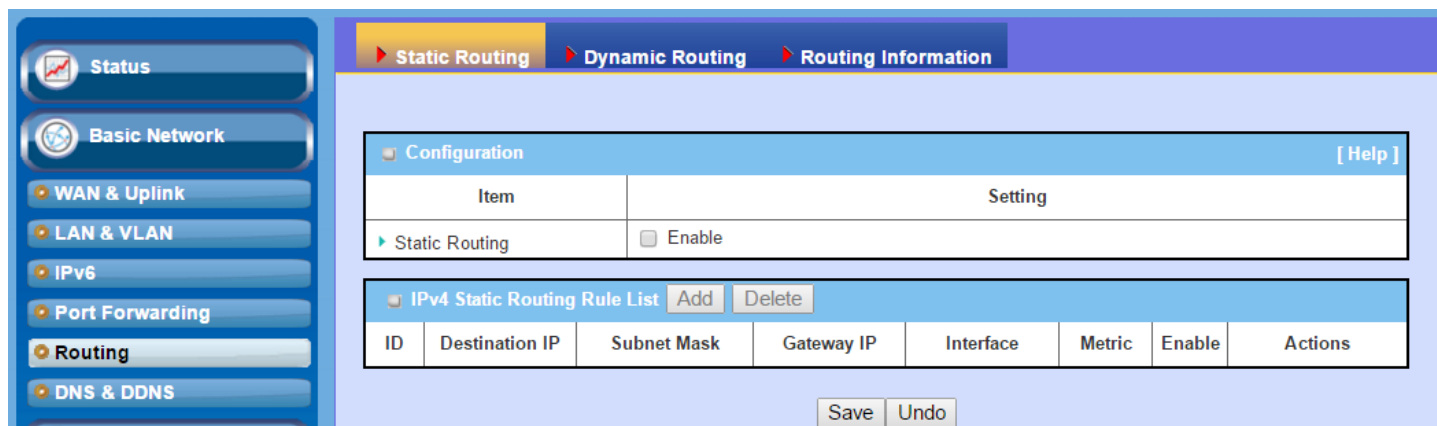 Status
Basic Network
WAN & Uplink
LAN & VLAN
IPv6
Port Forwarding
Routing
DNS & DDNS
Static Routing Dynamic Routing Routing Information
Configuration [ Help ]
Item Setting
Static Routing Enable
IPv4 Static Routing Rule List Add Delete
ID Destination IP Subnet Mask Gateway IP Interface Metric Enable Actions
Save Undo